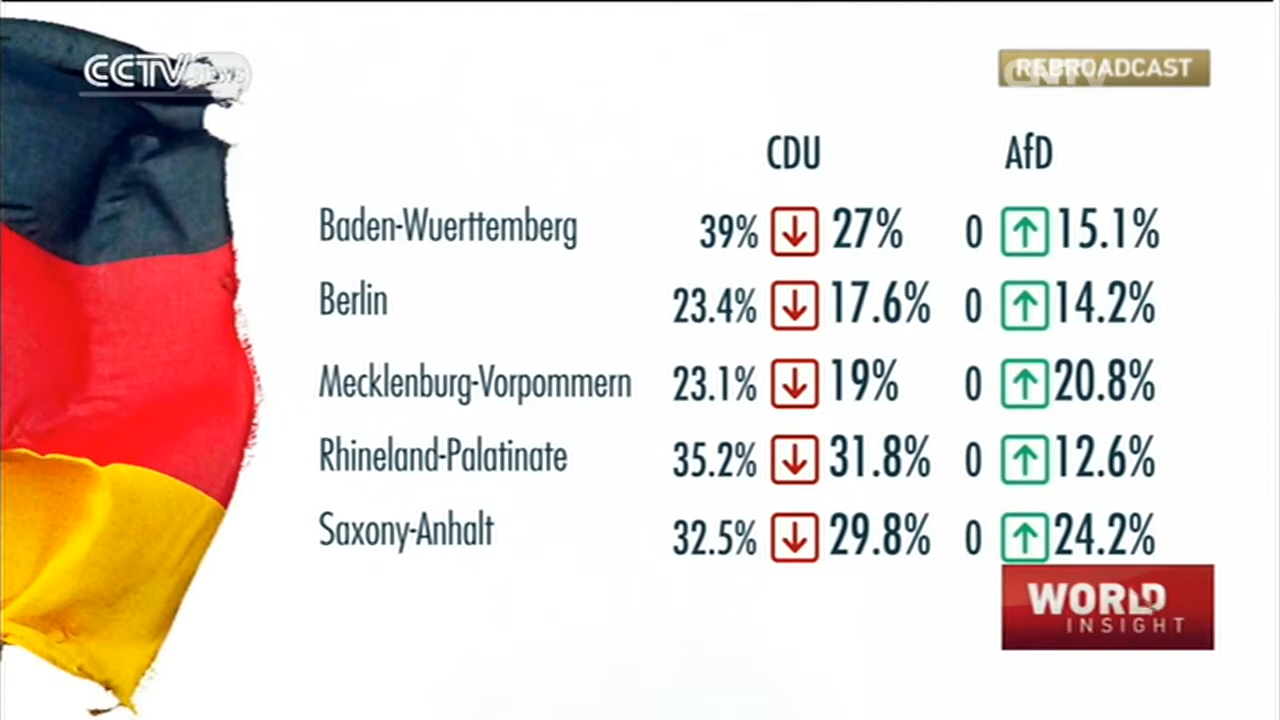 CCTV NEWS
REBROADCAST
CNTV
CDU AfD
Baden-Wuerttemberg 39% ↓ 27% 0 ↑ 15.1%
Berlin 23.4% ↓ 17.6% 0 ↑ 14.2%
Mecklenburg-Vorpommern 23.1% ↓ 19% 0 ↑ 20.8%
Rhineland-Palatinate 35.2% ↓ 31.8% 0 ↑ 12.6%
Saxony-Anhalt 32.5% ↓ 29.8% 0 ↑ 24.2%
WORLD
INSIGHT